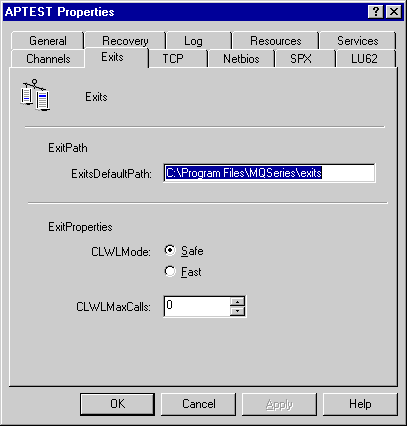 APTEST Properties
General Recovery Log Resources Services
Channels Exits TCP Netbios SPX LU62
Exits
ExitPath
ExitsDefaultPath: C:\Program Files\MQSeries\exits
ExitProperties
CLWLMode: Safe
Fast
CLWLMaxCalls: 0
OK Cancel Apply Help